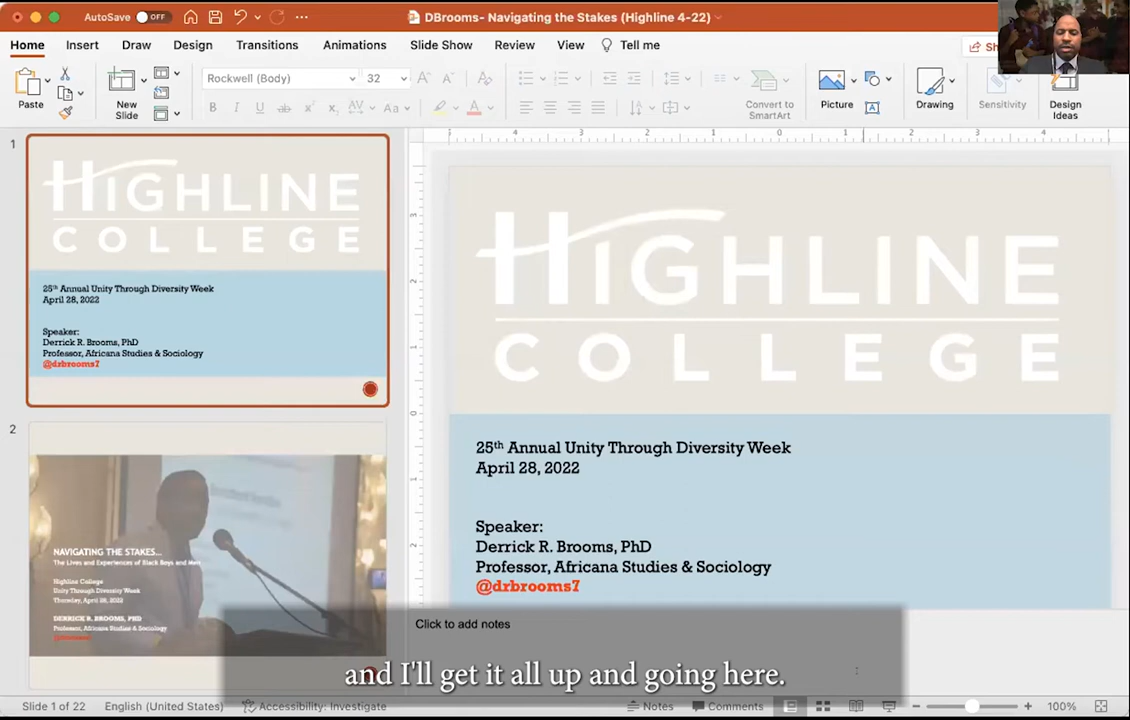 AutoSave OFF
DBrooms- Navigating the Stakes (Highline 4-22)
Home Insert Draw Design Transitions Animations Slide Show Review View Tell me
Paste
New
Slide
Rockwell (Body) 32
Convert to
SmartArt
Picture
Drawing
Sensitivity
Design
Ideas
1
HIGHLINE
COLLEGE
25th Annual Unity Through Diversity Week
April 28, 2022
Speaker:
Derrick R. Brooms, PhD
Professor, Africana Studies & Sociology
@drbrooms7
2
NAVIGATING THE STAKES...
The Lives and Experiences of Black Boys and Men
Highline College
Unity Through Diversity Week
Thursday, April 28, 2022
DERRICK R. BROOMS, PHD
Professor, Africana Studies & Sociology
HIGHLINE
COLLEGE
25th Annual Unity Through Diversity Week
April 28, 2022
Speaker:
Derrick R. Brooms, PhD
Professor, Africana Studies & Sociology
@drbrooms7
Click to add notes
and I'll get it all up and going here.
Slide 1 of 22 English (United States) Accessibility: Investigate Notes Comments 100%